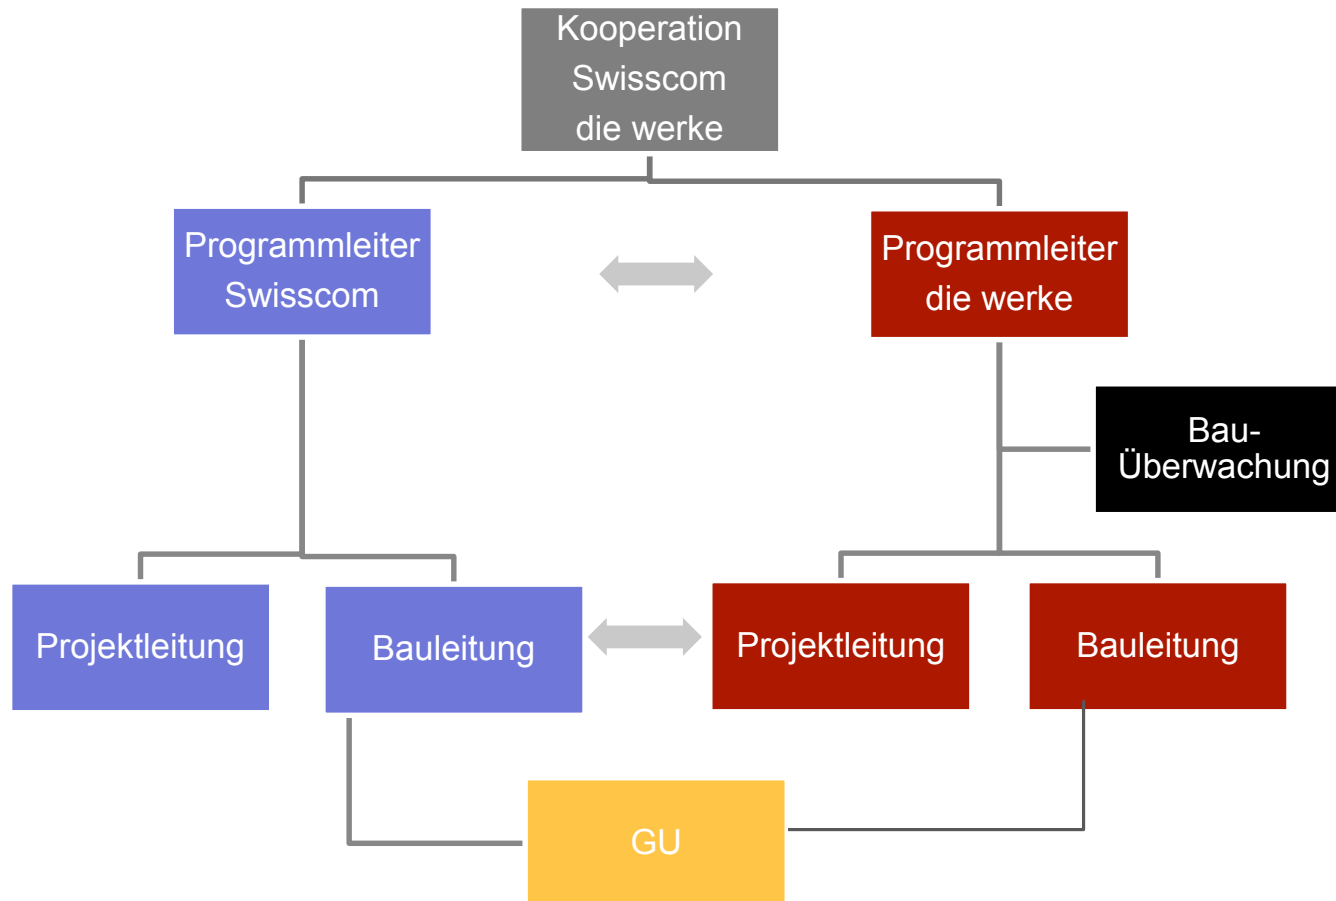 Kooperation
Swisscom
die werke
Programmleiter
Swisscom
Programmleiter
die werke
Bau-
Überwachung
Projektleitung
Bauleitung
Projektleitung
Bauleitung
GU